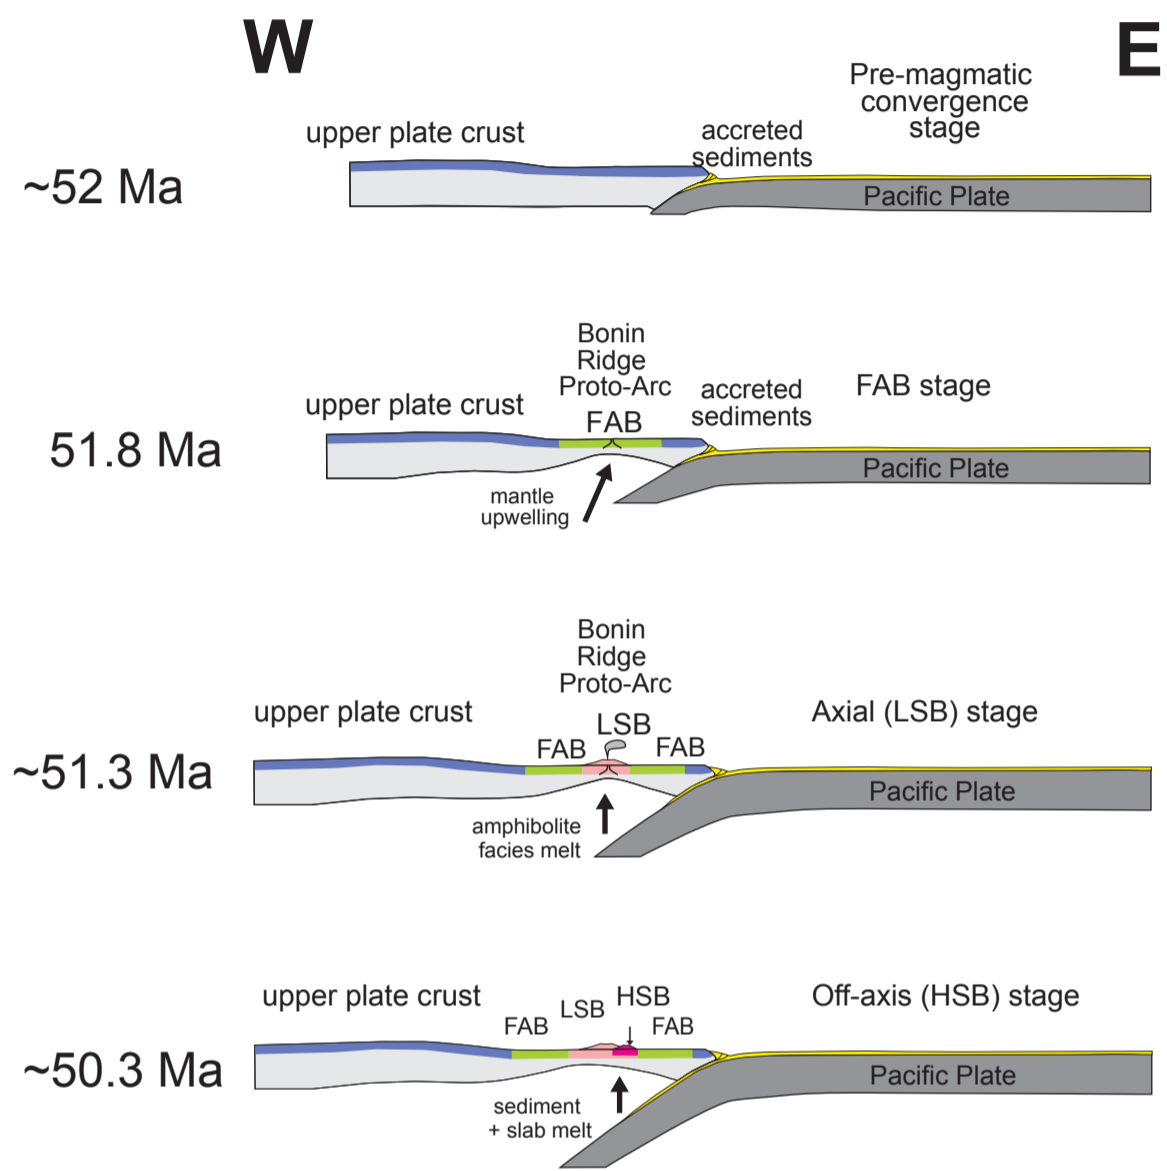 W
E
Pre-magmatic
convergence
stage
upper plate crust
accreted
sediments
~52 Ma
Pacific Plate
Bonin
Ridge
Proto-Arc
FAB
upper plate crust
accreted
sediments
FAB stage
51.8 Ma
Pacific Plate
mantle
upwelling
Bonin
Ridge
Proto-Arc
upper plate crust
LSB
FAB
FAB
Axial (LSB) stage
~51.3 Ma
Pacific Plate
amphibolite
facies melt
upper plate crust
FAB
LSB
HSB
FAB
Off-axis (HSB) stage
~50.3 Ma
Pacific Plate
sediment
+ slab melt